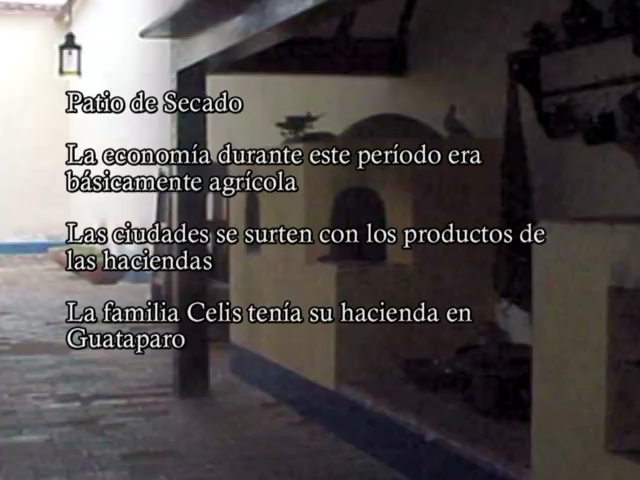 Patio de Secado
La economía durante este período era
básicamente agrícola
Las ciudades se surten con los productos de
las haciendas
La familia Celis tenía su hacienda en
Guataparo